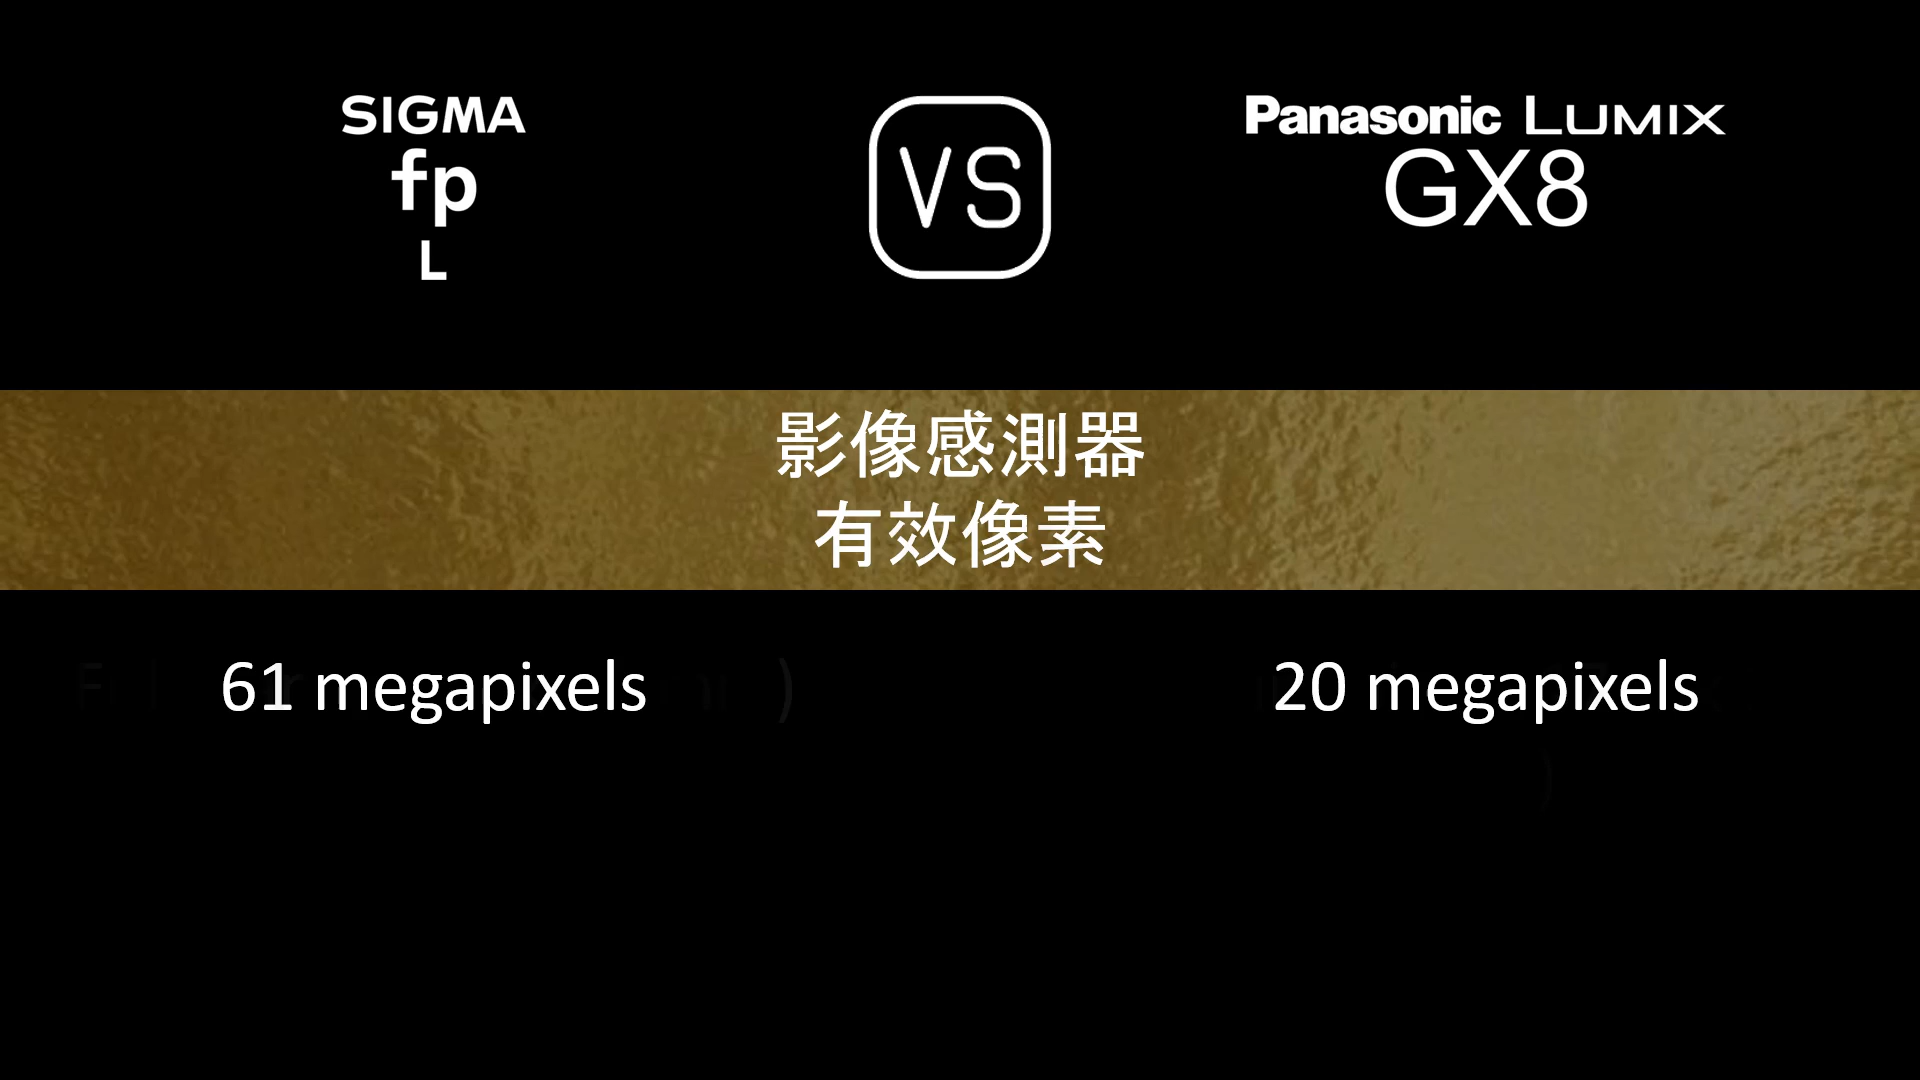 SIGMA
fp
L
VS
Panasonic LUMIX
GX8
影像感測器
有效像素
61 megapixels
20 megapixels